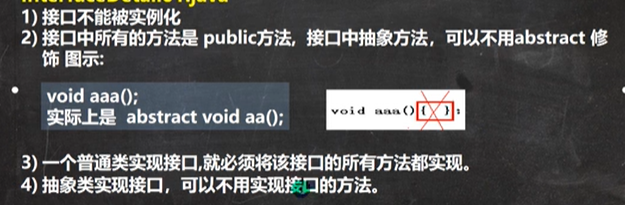 1) 接口不能被实例化
2) 接口中所有的方法是 public方法, 接口中抽象方法，可以不用abstract 修
饰 图示:
void aaa();
实际上是 abstract void aa();
void aaa(){ };
3) 一个普通类实现接口,就必须将该接口的所有方法都实现。
4) 抽象类实现接口，可以不用实现接口的方法。